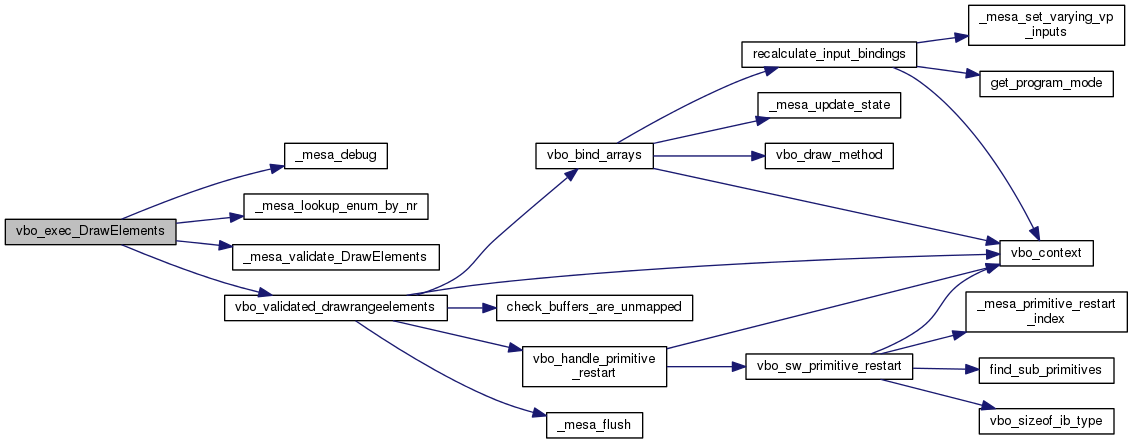 _mesa_set_varying_vp
_inputs
recalculate_input_bindings
get_program_mode
_mesa_update_state
vbo_bind_arrays
vbo_draw_method
_mesa_debug
_mesa_lookup_enum_by_nr
vbo_exec_DrawElements
_mesa_validate_DrawElements
vbo_context
vbo_validated_drawrangeelements
check_buffers_are_unmapped
_mesa_primitive_restart
_index
vbo_handle_primitive
_restart
vbo_sw_primitive_restart
find_sub_primitives
_mesa_flush
vbo_sizeof_ib_type